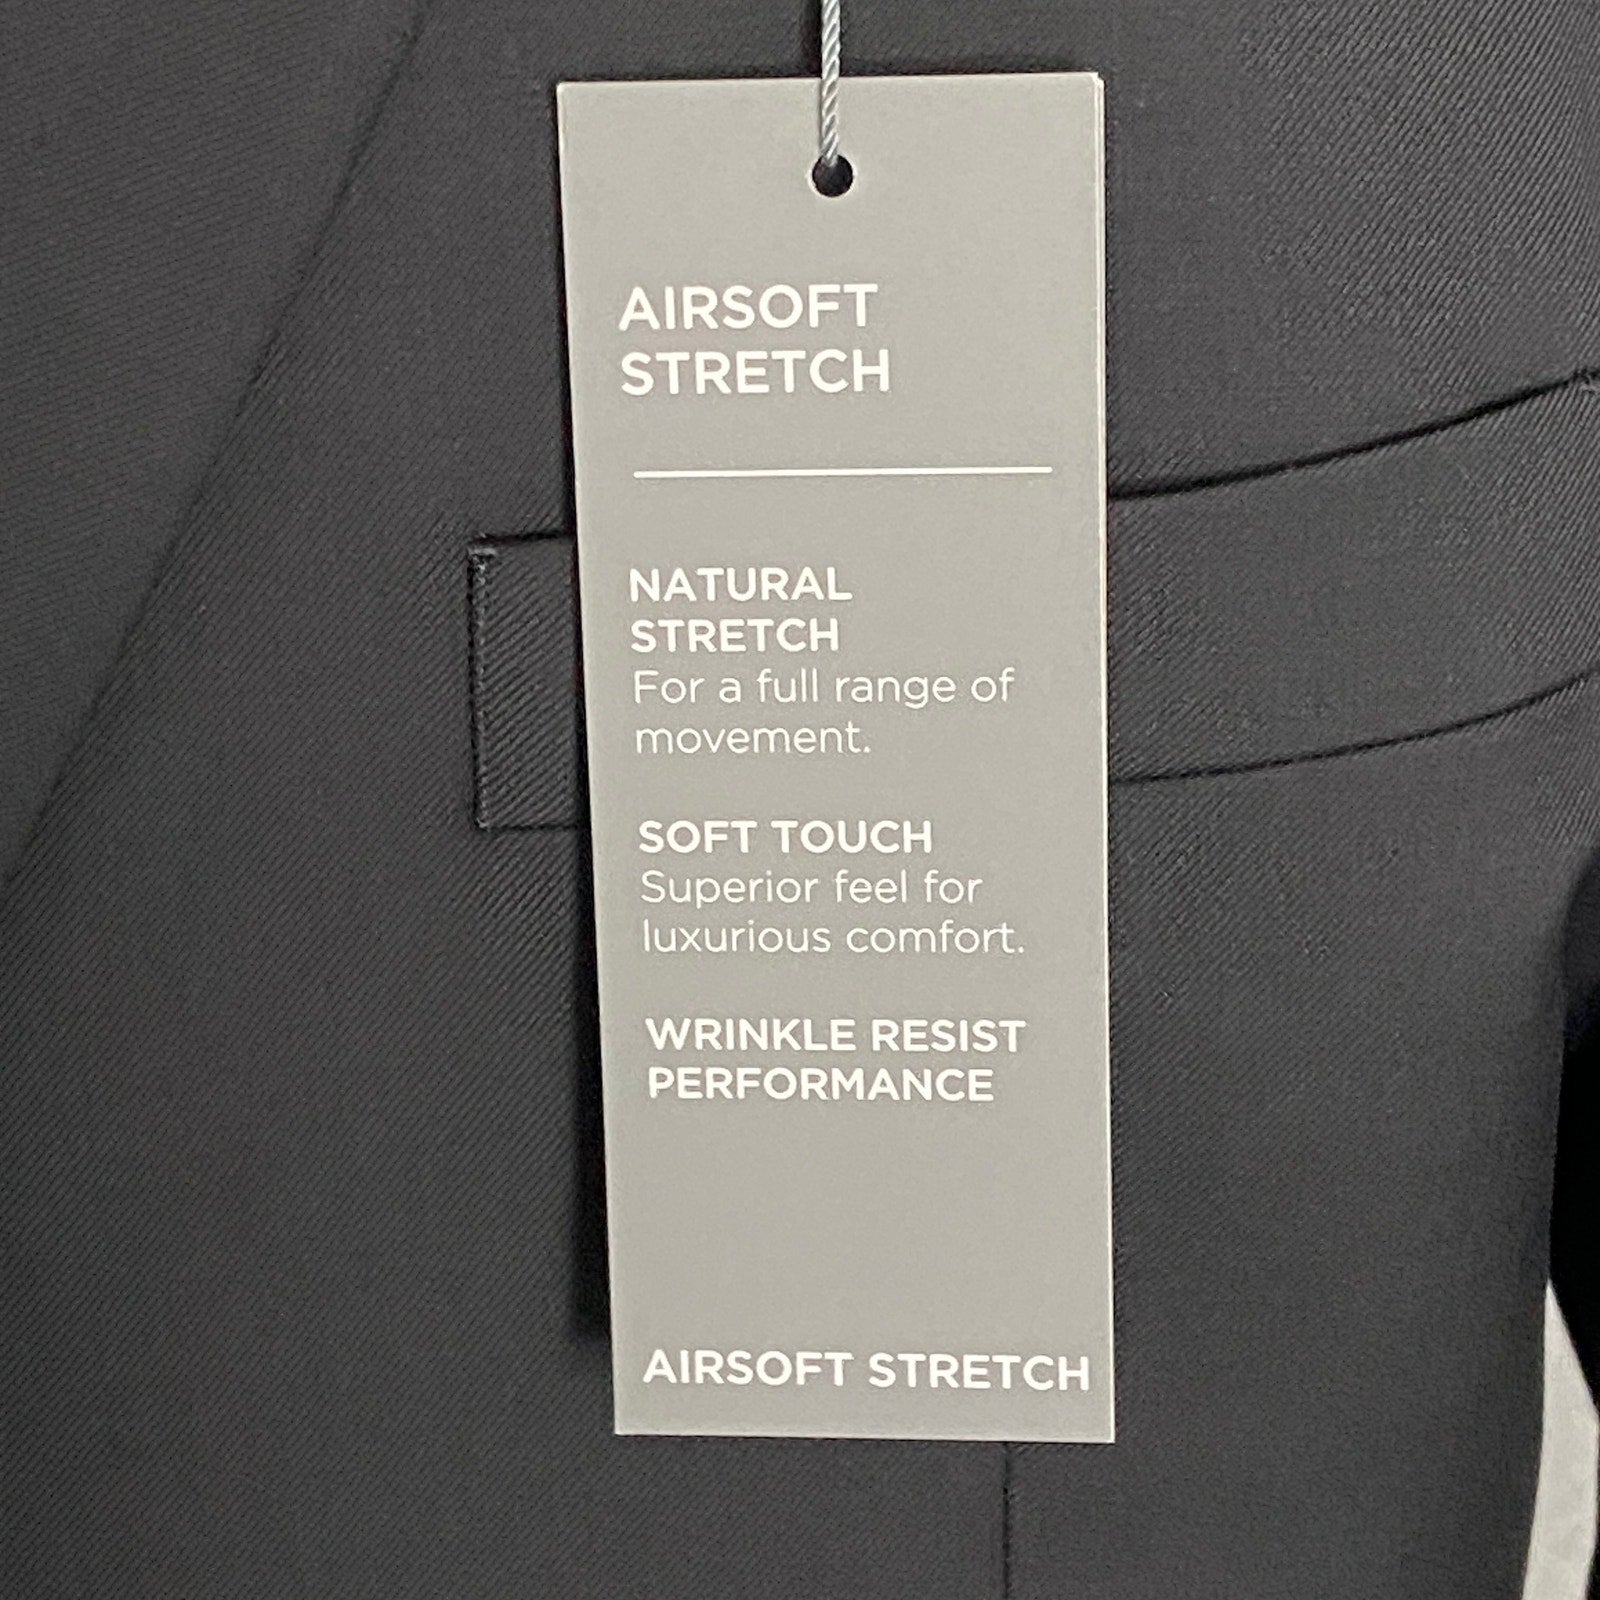 AIRSOFT
STRETCH
NATURAL
STRETCH
For a full range of
movement.
SOFT TOUCH
Superior feel for
luxurious comfort.
WRINKLE RESIST
PERFORMANCE
AIRSOFT STRETCH